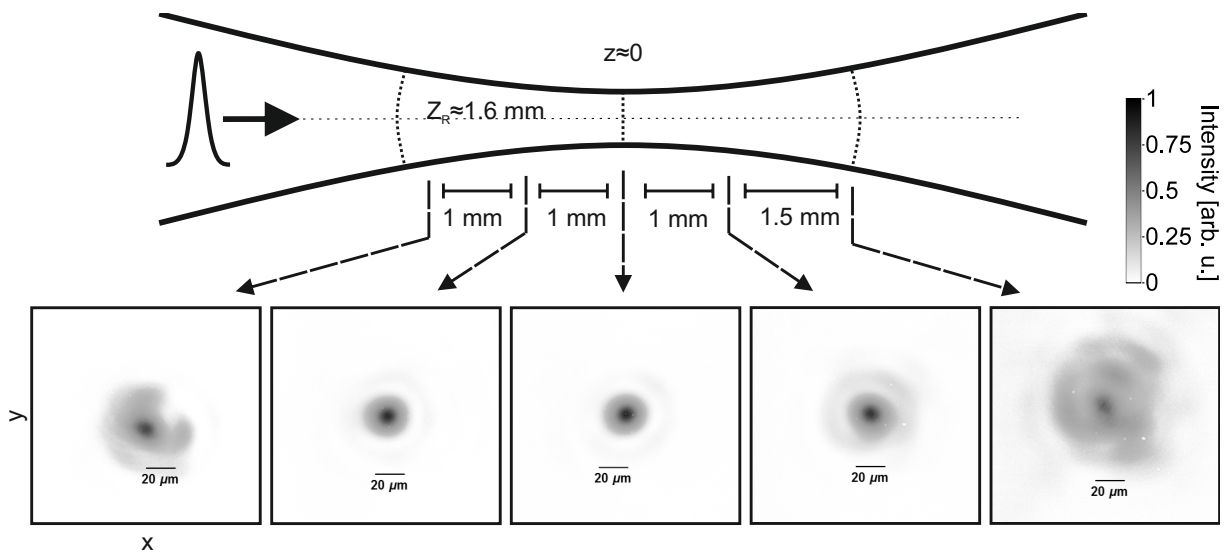 z≈0
Z_R≈1.6 mm
1 mm
1 mm
1 mm
1.5 mm
1
0.75
0.5
0.25
0
Intensity [arb. u.]
y
20 µm
20 µm
20 µm
20 µm
20 µm
x